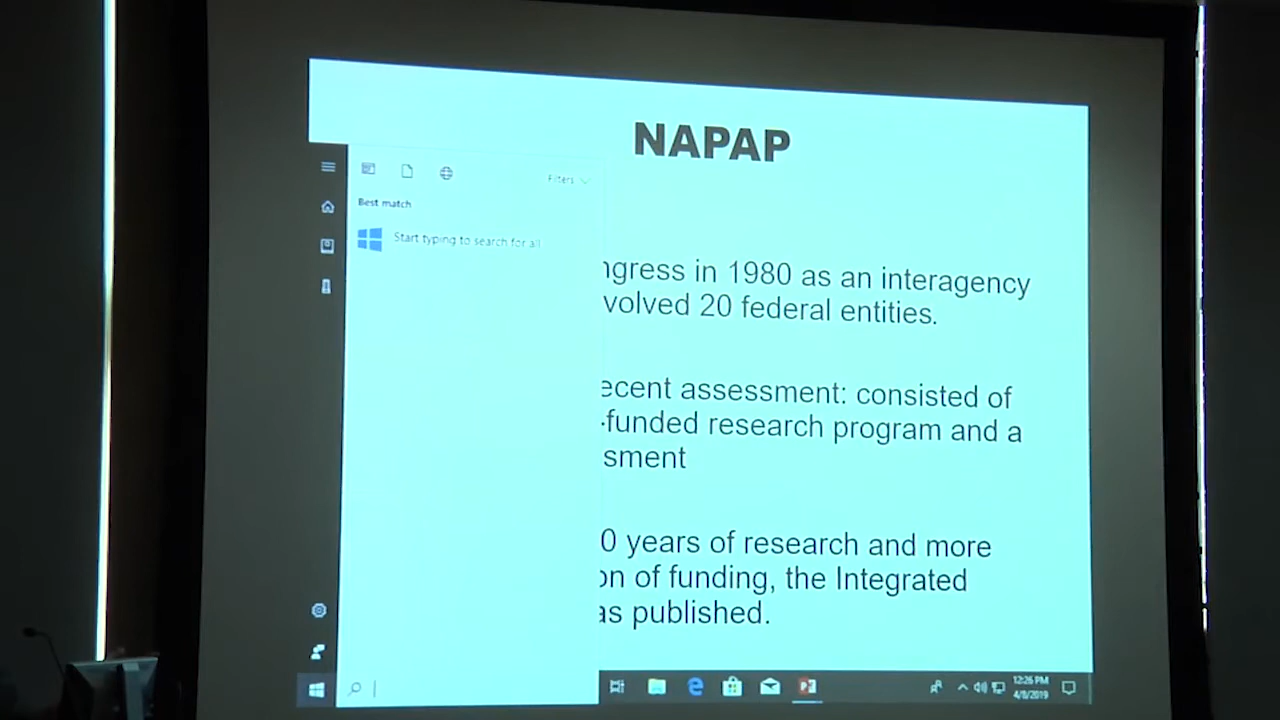 NAPAP
Filters
Best match
Start typing to search for all
ngress in 1980 as an interagency
volved 20 federal entities.
ecent assessment: consisted of
-funded research program and a
sment
0 years of research and more
on of funding, the Integrated
as published.
12:26 PM
4/8/2019